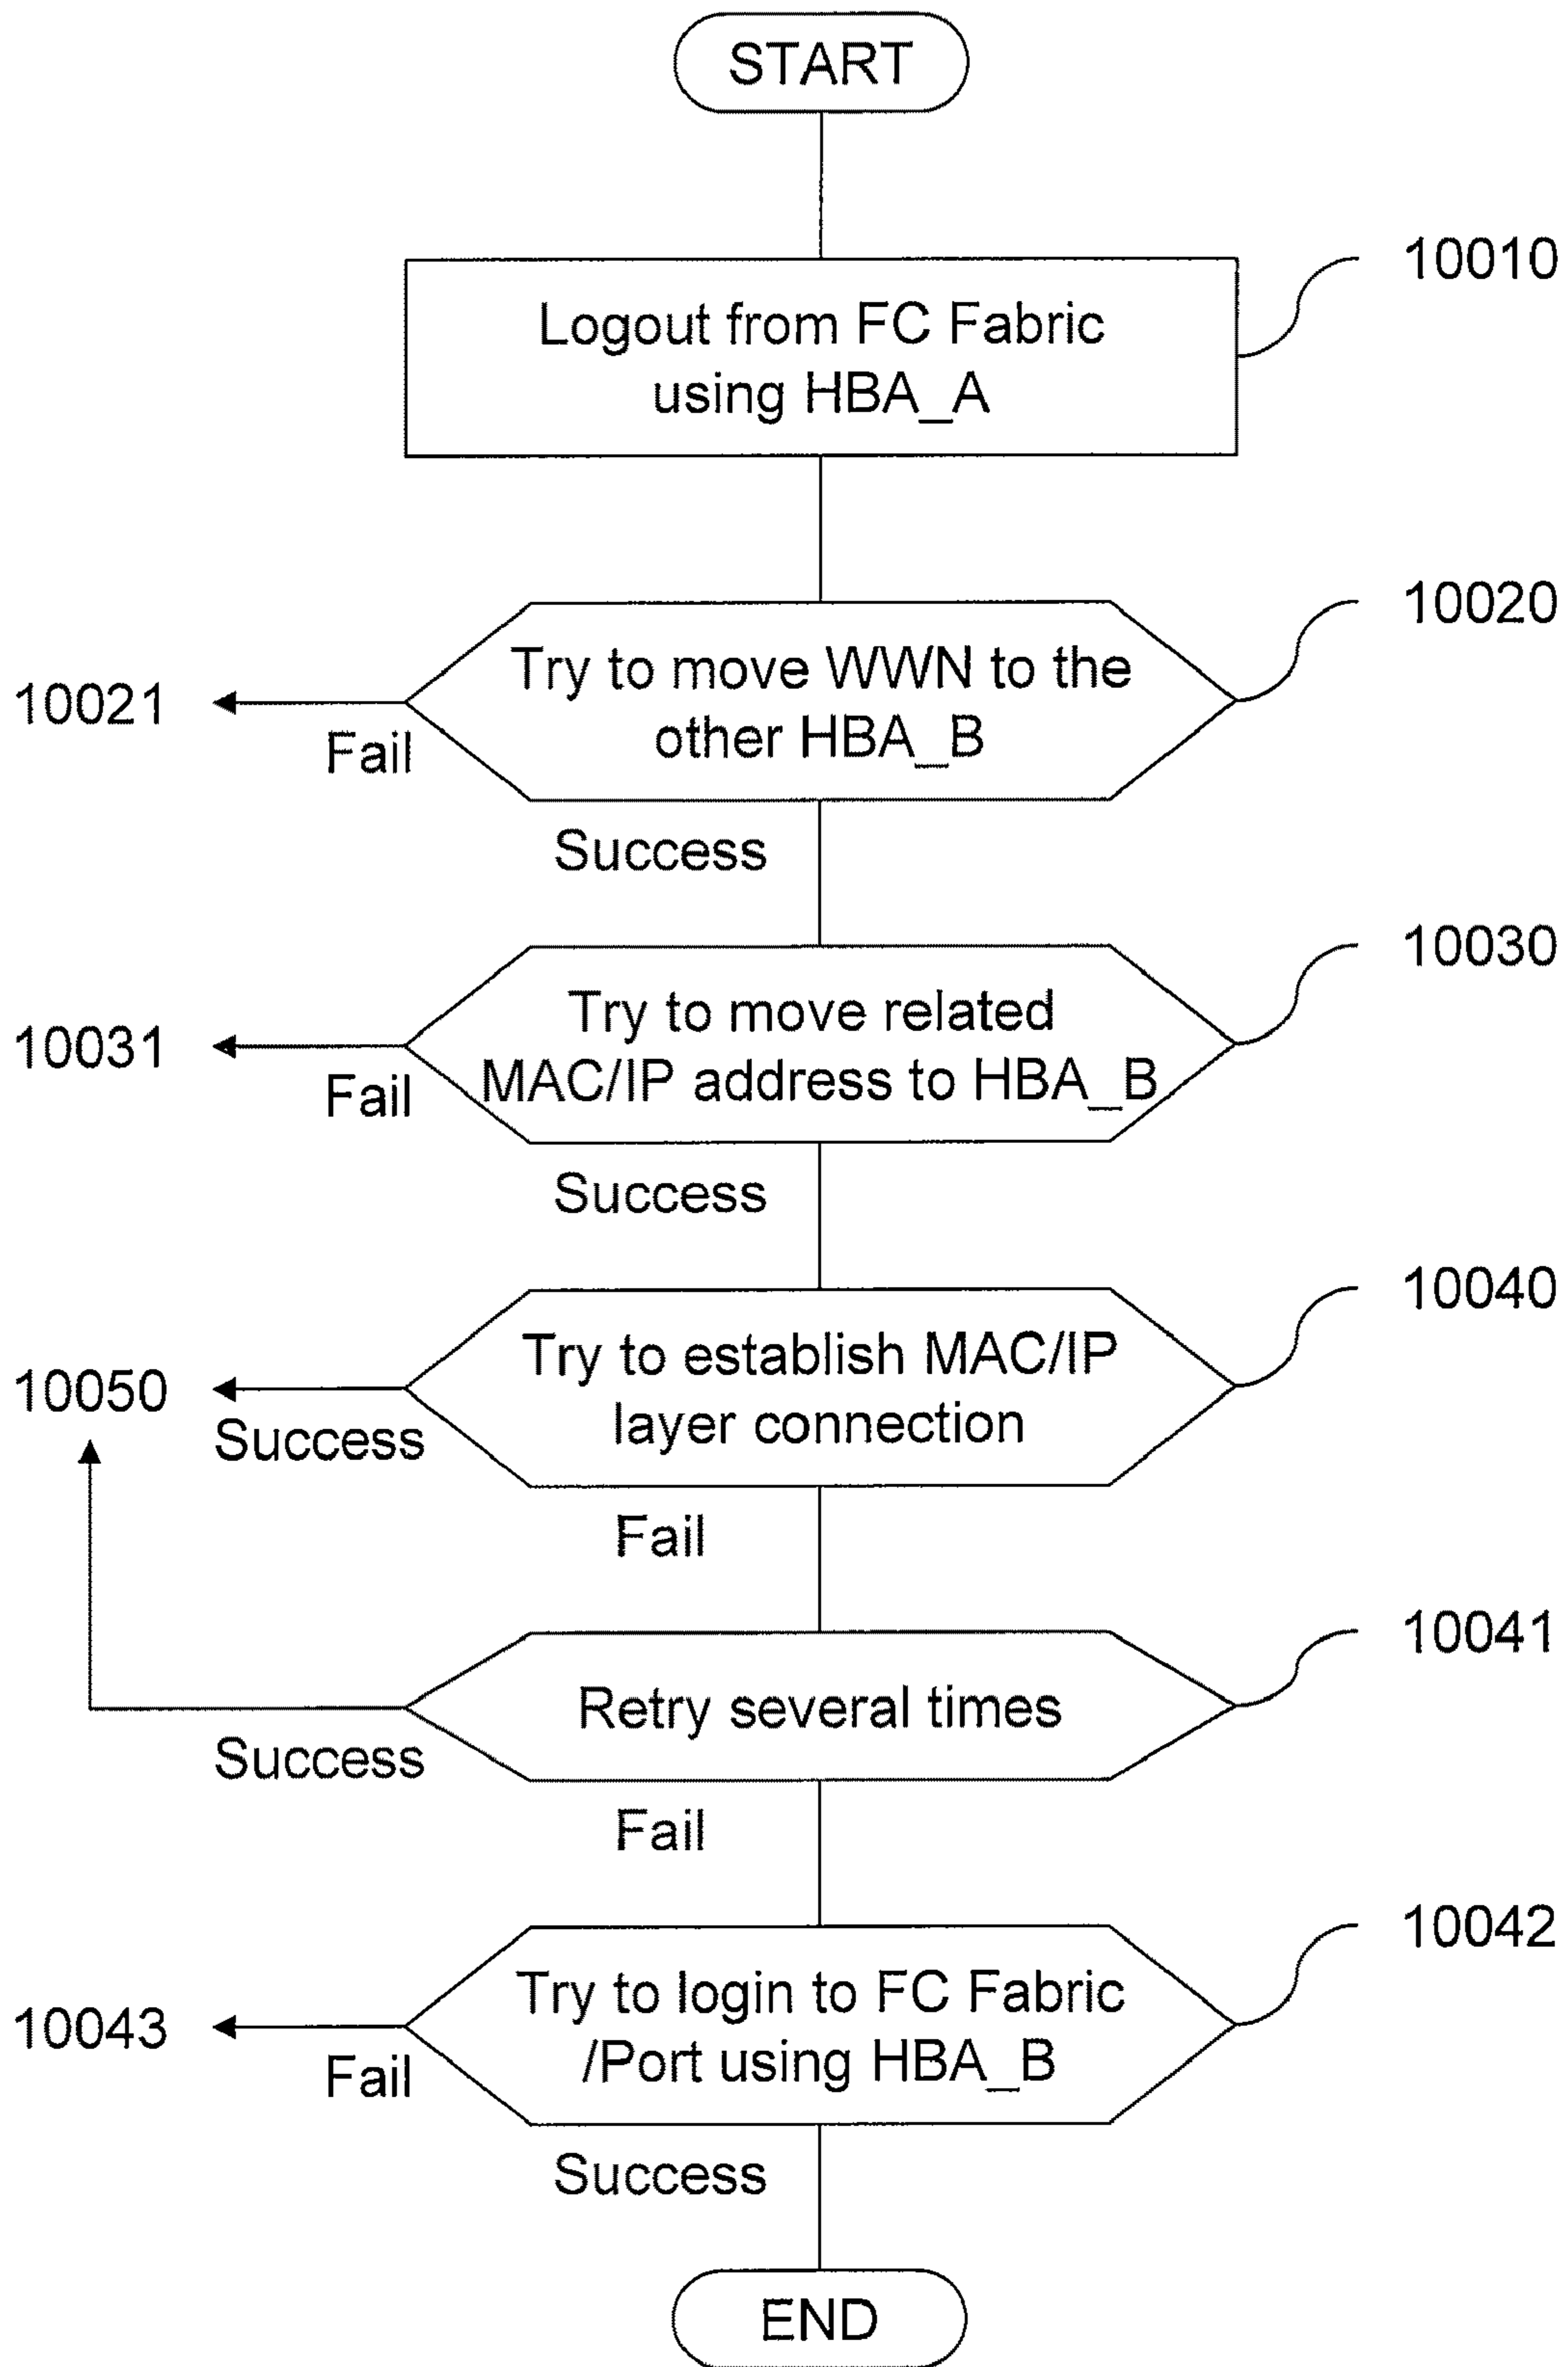 START
10010
Logout from FC Fabric
using HBA_A
10020
Try to move WWN to the
other HBA_B
10021
Fail
Success
10030
Try to move related
MAC/IP address to HBA_B
10031
Fail
Success
10040
Try to establish MAC/IP
layer connection
10050
Success
Fail
10041
Retry several times
Success
Fail
10042
Try to login to FC Fabric
/Port using HBA_B
10043
Fail
Success
END